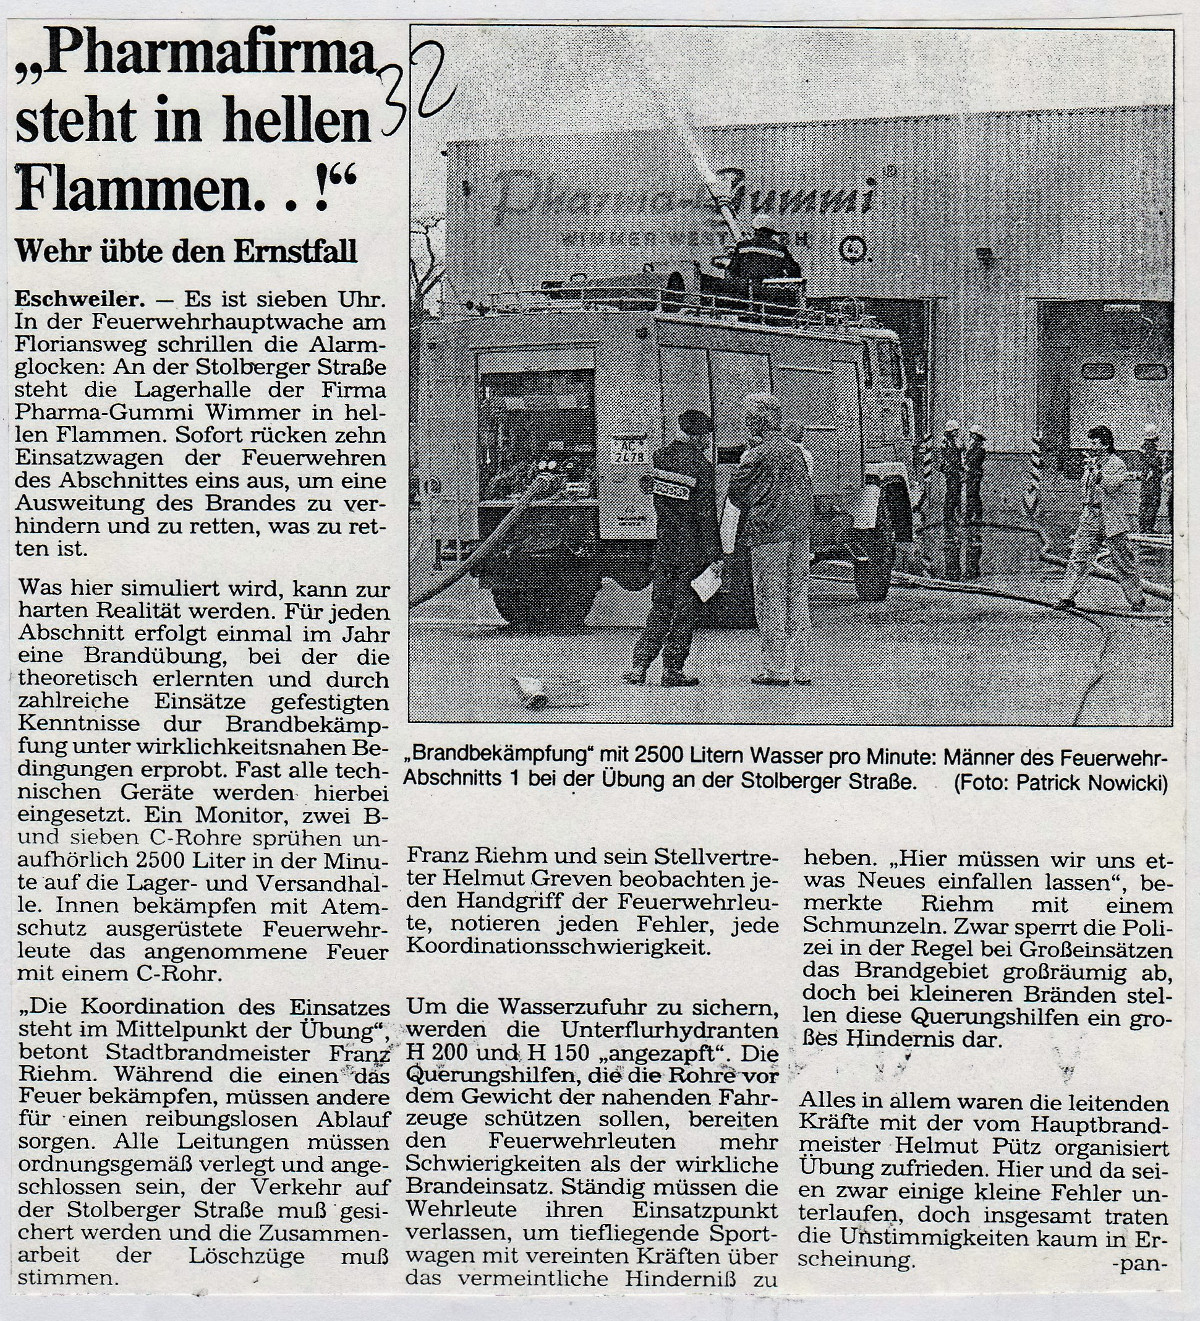 „Pharmafirma
steht in hellen
Flammen. . !“
32
Wehr übte den Ernstfall
Eschweiler. — Es ist sieben Uhr.
In der Feuerwehrhauptwache am
Floriansweg schrillen die Alarm-
glocken: An der Stolberger Straße
steht die Lagerhalle der Firma
Pharma-Gummi Wimmer in hel-
len Flammen. Sofort rücken zehn
Einsatzwagen der Feuerwehren
des Abschnittes eins aus, um eine
Ausweitung des Brandes zu ver-
hindern und zu retten, was zu ret-
ten ist.
Was hier simuliert wird, kann zur
harten Realität werden. Für jeden
Abschnitt erfolgt einmal im Jahr
eine Brandübung, bei der die
theoretisch erlernten und durch
zahlreiche Einsätze gefestigten
Kenntnisse dur Brandbekämp-
fung unter wirklichkeitsnahen Be-
dingungen erprobt. Fast alle tech-
nischen Geräte werden hierbei
eingesetzt. Ein Monitor, zwei B-
und sieben C-Rohre sprühen un-
aufhörlich 2500 Liter in der Minu-
te auf die Lager- und Versandhal-
le. Innen bekämpfen mit Atem-
schutz ausgerüstete Feuerwehr-
leute das angenommene Feuer
mit einem C-Rohr.
„Die Koordination des Einsatzes
steht im Mittelpunkt der Übung“,
betont Stadtbrandmeister Franz
Riehm. Während die einen das
Feuer bekämpfen, müssen andere
für einen reibungslosen Ablauf
sorgen. Alle Leitungen müssen
ordnungsgemäß verlegt und ange-
schlossen sein, der Verkehr auf
der Stolberger Straße muß gesi-
chert werden und die Zusammen-
arbeit der Löschzüge muß
stimmen.
Pharma-Gummi
WIMMER WEST GMBH
4
AC
2478
„Brandbekämpfung“ mit 2500 Litern Wasser pro Minute: Männer des Feuerwehr-
Abschnitts 1 bei der Übung an der Stolberger Straße. (Foto: Patrick Nowicki)
Franz Riehm und sein Stellvertre-
ter Helmut Greven beobachten je-
den Handgriff der Feuerwehrleu-
te, notieren jeden Fehler, jede
Koordinationsschwierigkeit.
Um die Wasserzufuhr zu sichern,
werden die Unterflurhydranten
H 200 und H 150 „angezapft“. Die
Querungshilfen, die die Rohre vor
dem Gewicht der nahenden Fahr-
zeuge schützen sollen, bereiten
den Feuerwehrleuten mehr
Schwierigkeiten als der wirkliche
Brandeinsatz. Ständig müssen die
Wehrleute ihren Einsatzpunkt
verlassen, um tiefliegende Sport-
wagen mit vereinten Kräften über
das vermeintliche Hinderniß zu
heben. „Hier müssen wir uns et-
was Neues einfallen lassen“, be-
merkte Riehm mit einem
Schmunzeln. Zwar sperrt die Poli-
zei in der Regel bei Großeinsätzen
das Brandgebiet großräumig ab,
doch bei kleineren Bränden stel-
len diese Querungshilfen ein gro-
ßes Hindernis dar.
Alles in allem waren die leitenden
Kräfte mit der vom Hauptbrand-
meister Helmut Pütz organisiert
Übung zufrieden. Hier und da sei-
en zwar einige kleine Fehler un-
terlaufen, doch insgesamt traten
die Unstimmigkeiten kaum in Er-
scheinung. -pan-